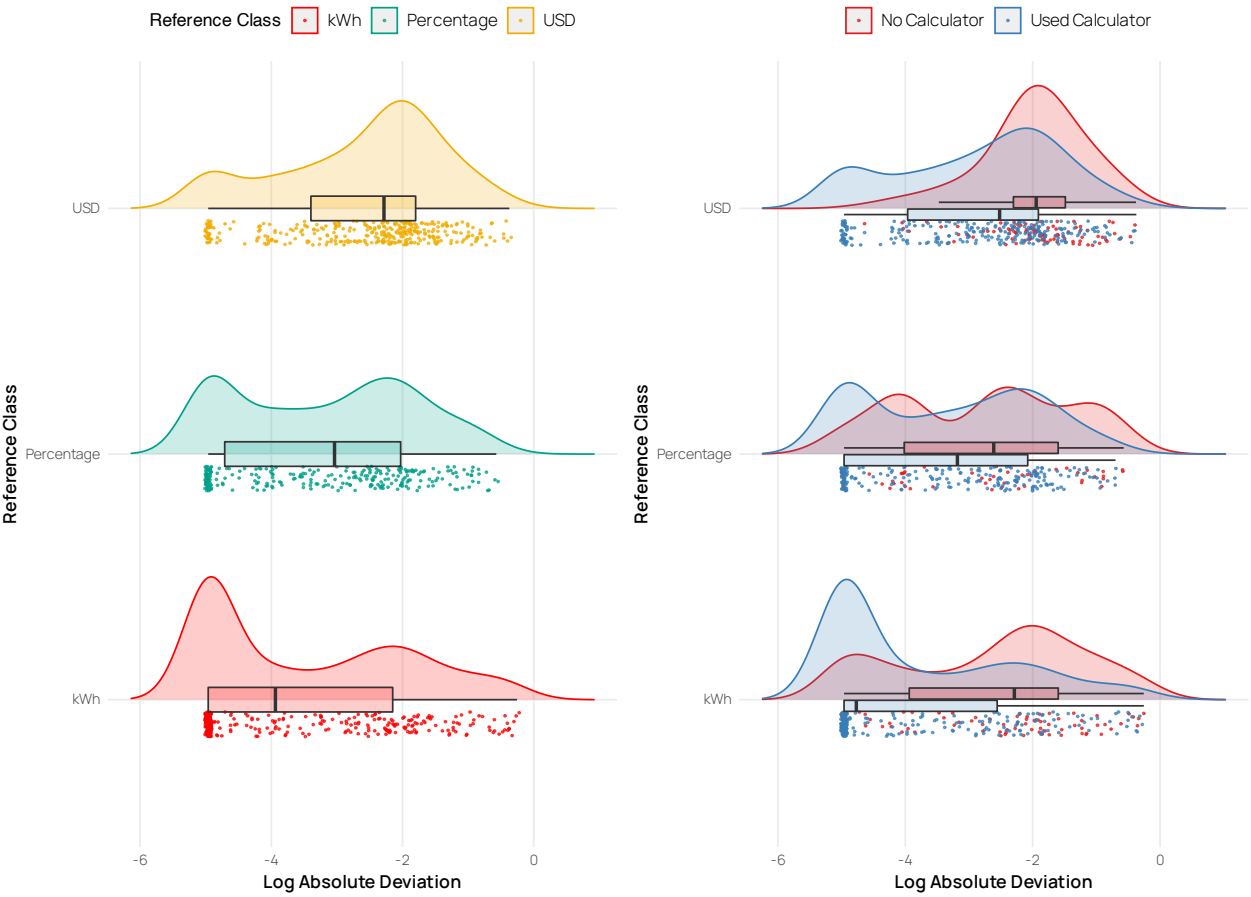 Reference Class kWh Percentage USD
No Calculator Used Calculator
USD
Percentage
kWh
Reference Class
-6 -4 -2 0
Log Absolute Deviation
USD
Percentage
kWh
Reference Class
-6 -4 -2 0
Log Absolute Deviation